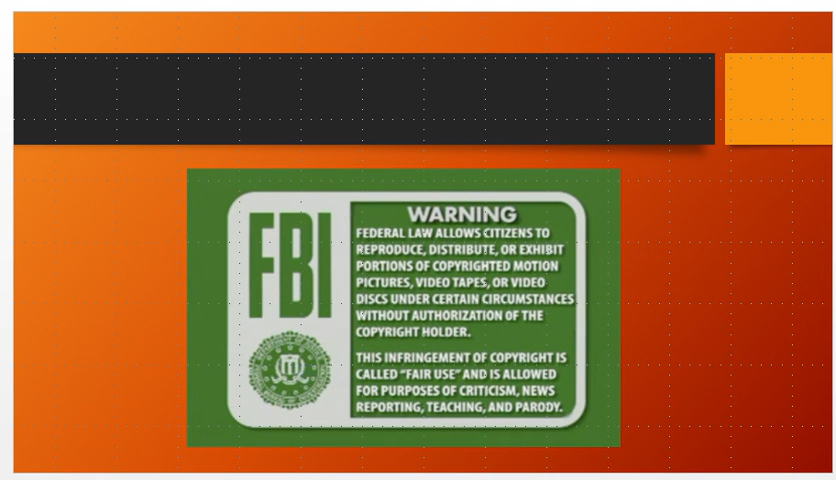 FBI
WARNING
FEDERAL LAW ALLOWS CITIZENS TO
REPRODUCE, DISTRIBUTE, OR EXHIBIT
PORTIONS OF COPYRIGHTED MOTION
PICTURES, VIDEO TAPES, OR VIDEO
DISCS UNDER CERTAIN CIRCUMSTANCES
WITHOUT AUTHORIZATION OF THE
COPYRIGHT HOLDER.
THIS INFRINGEMENT OF COPYRIGHT IS
CALLED "FAIR USE" AND IS ALLOWED
FOR PURPOSES OF CRITICISM, NEWS
REPORTING, TEACHING, AND PARODY.